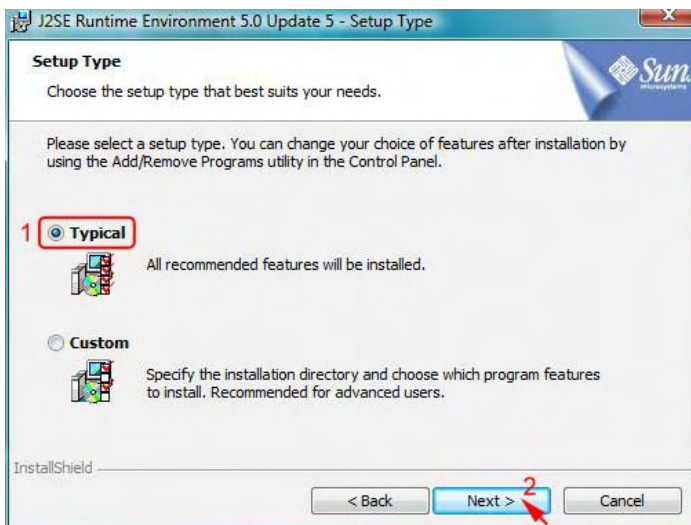 J2SE Runtime Environment 5.0 Update 5 - Setup Type
Setup Type
Choose the setup type that best suits your needs.
Sun
microsystems
Please select a setup type. You can change your choice of features after installation by
using the Add/Remove Programs utility in the Control Panel.
1
Typical
All recommended features will be installed.
Custom
Specify the installation directory and choose which program features
to install. Recommended for advanced users.
InstallShield
< Back
Next >
2
Cancel